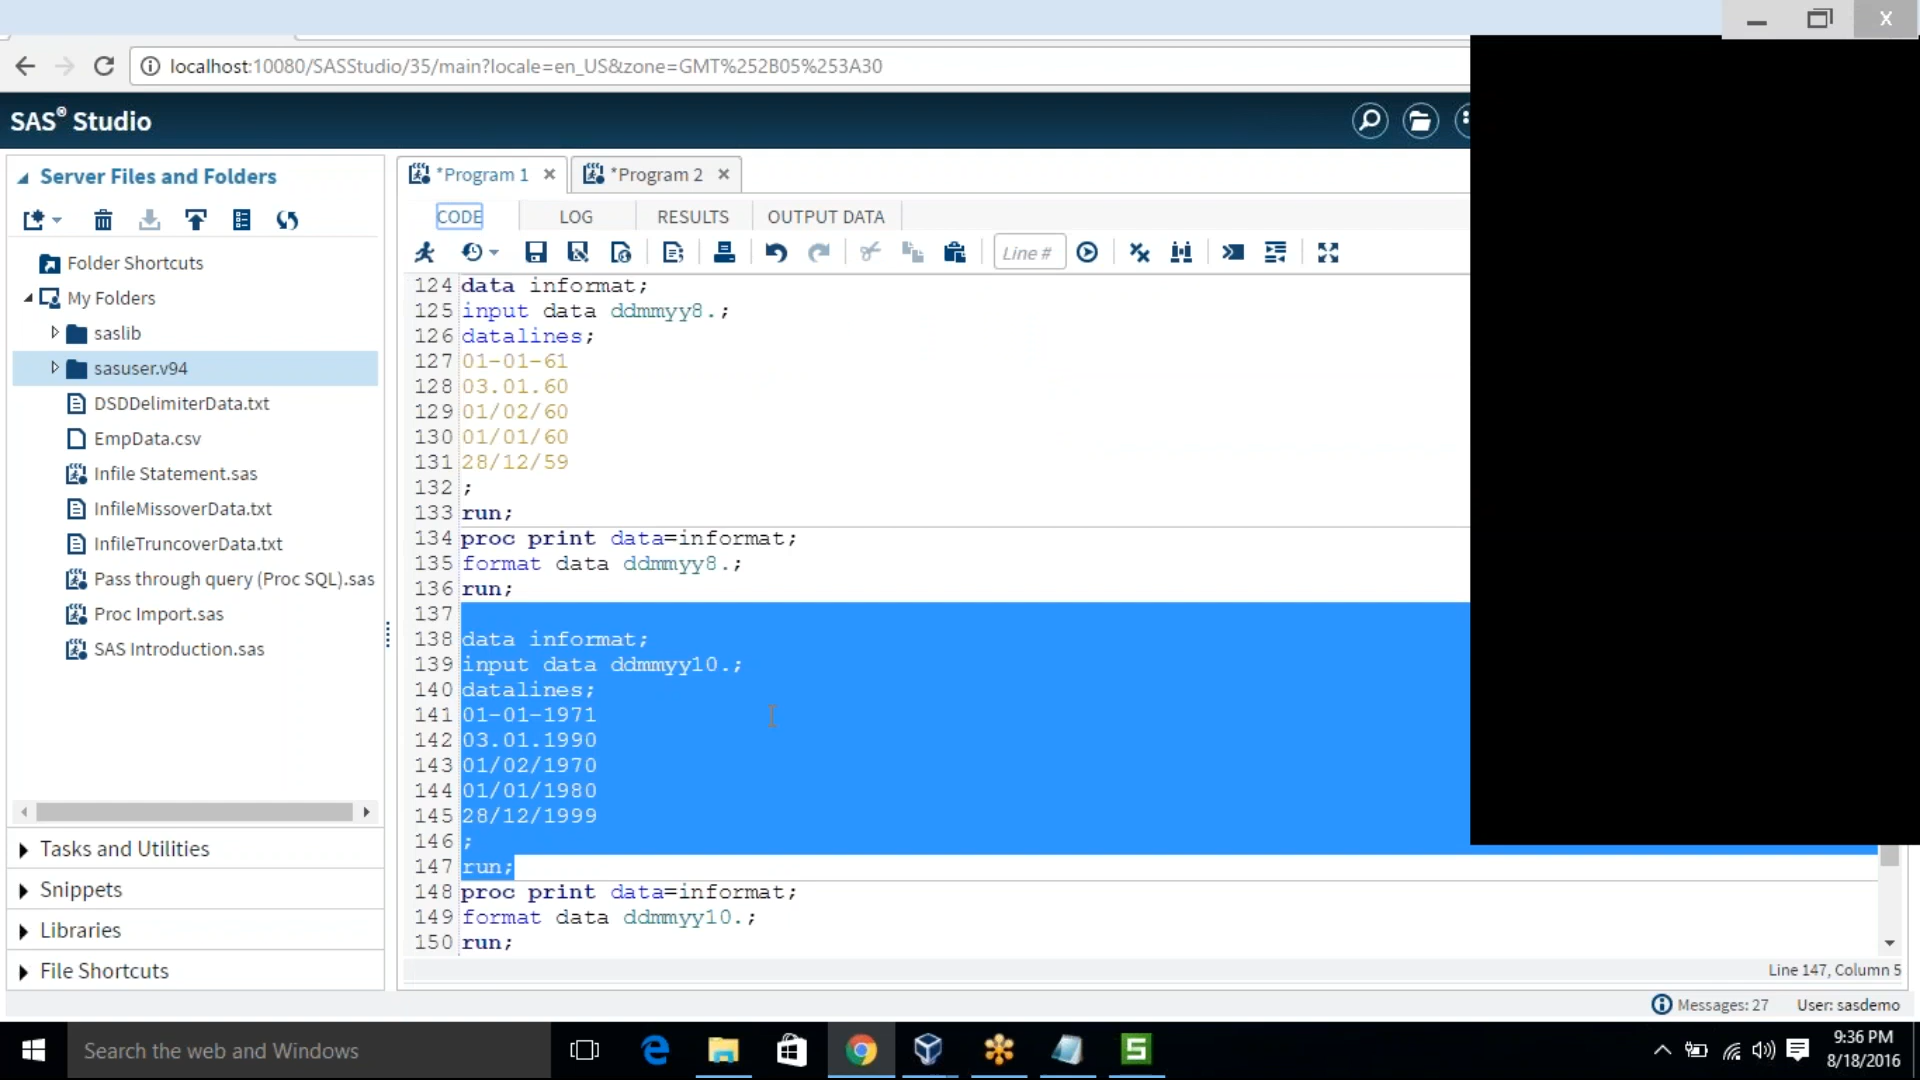 X
localhost:10080/SASStudio/35/main?locale=en_US&zone=GMT%252B05%253A30
SAS® Studio
Server Files and Folders
*Program 1
*Program 2
CODE
LOG
RESULTS
OUTPUT DATA
Line #
Folder Shortcuts
My Folders
saslib
sasuser.v94
DSDDelimiterData.txt
EmpData.csv
Infile Statement.sas
InfileMissoverData.txt
InfileTruncoverData.txt
Pass through query (Proc SQL).sas
Proc Import.sas
SAS Introduction.sas
Tasks and Utilities
Snippets
Libraries
File Shortcuts
124 data informat;
125 input data ddmmyy8.;
126 datalines;
127 01-01-61
128 03.01.60
129 01/02/60
130 01/01/60
131 28/12/59
132 ;
133 run;
134 proc print data=informat;
135 format data ddmmyy8.;
136 run;
137
138 data informat;
139 input data ddmmyy10.;
140 datalines;
141 01-01-1971
142 03.01.1990
143 01/02/1970
144 01/01/1980
145 28/12/1999
146 ;
147 run;
148 proc print data=informat;
149 format data ddmmyy10.;
150 run;
Line 147, Column 5
Messages: 27
User: sasdemo
Search the web and Windows
S
9:36 PM
8/18/2016